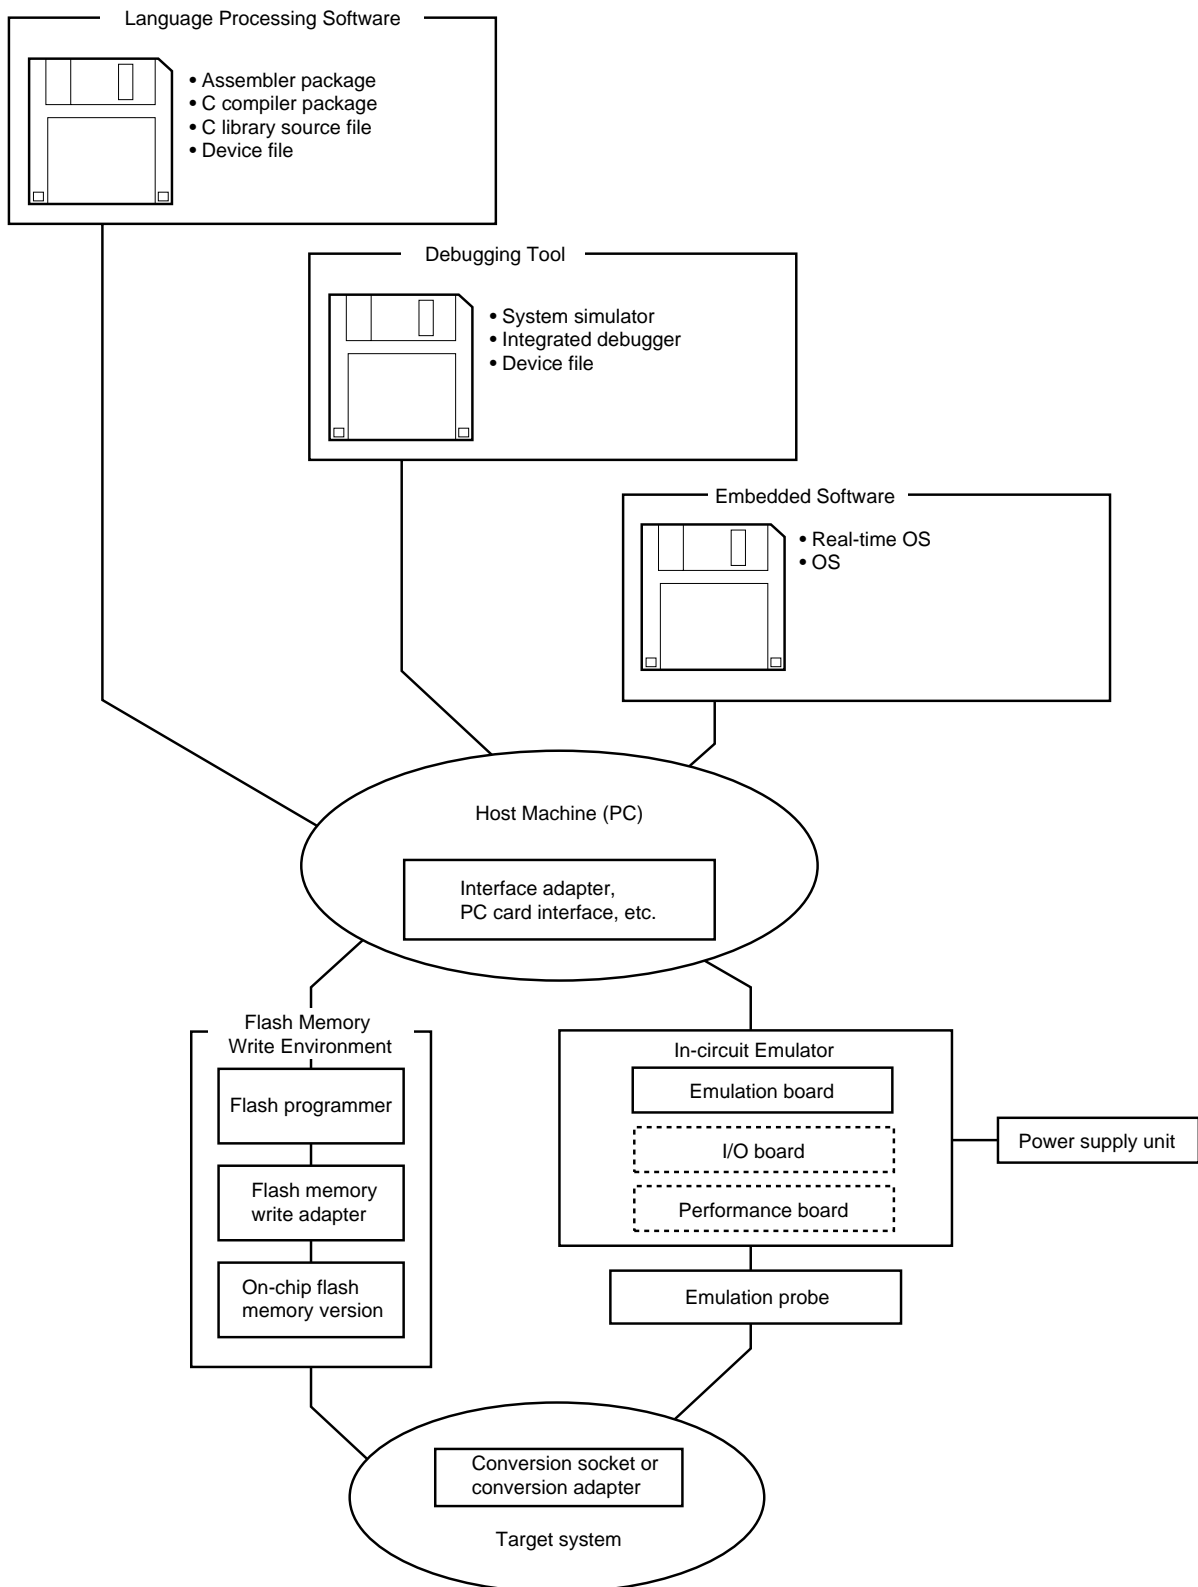 Language Processing Software
• Assembler package
• C compiler package
• C library source file
• Device file
Debugging Tool
• System simulator
• Integrated debugger
• Device file
Embedded Software
• Real-time OS
• OS
Host Machine (PC)
Interface adapter,
PC card interface, etc.
Flash Memory
Write Environment
Flash programmer
Flash memory
write adapter
On-chip flash
memory version
In-circuit Emulator
Emulation board
I/O board
Performance board
Power supply unit
Emulation probe
Conversion socket or
conversion adapter
Target system